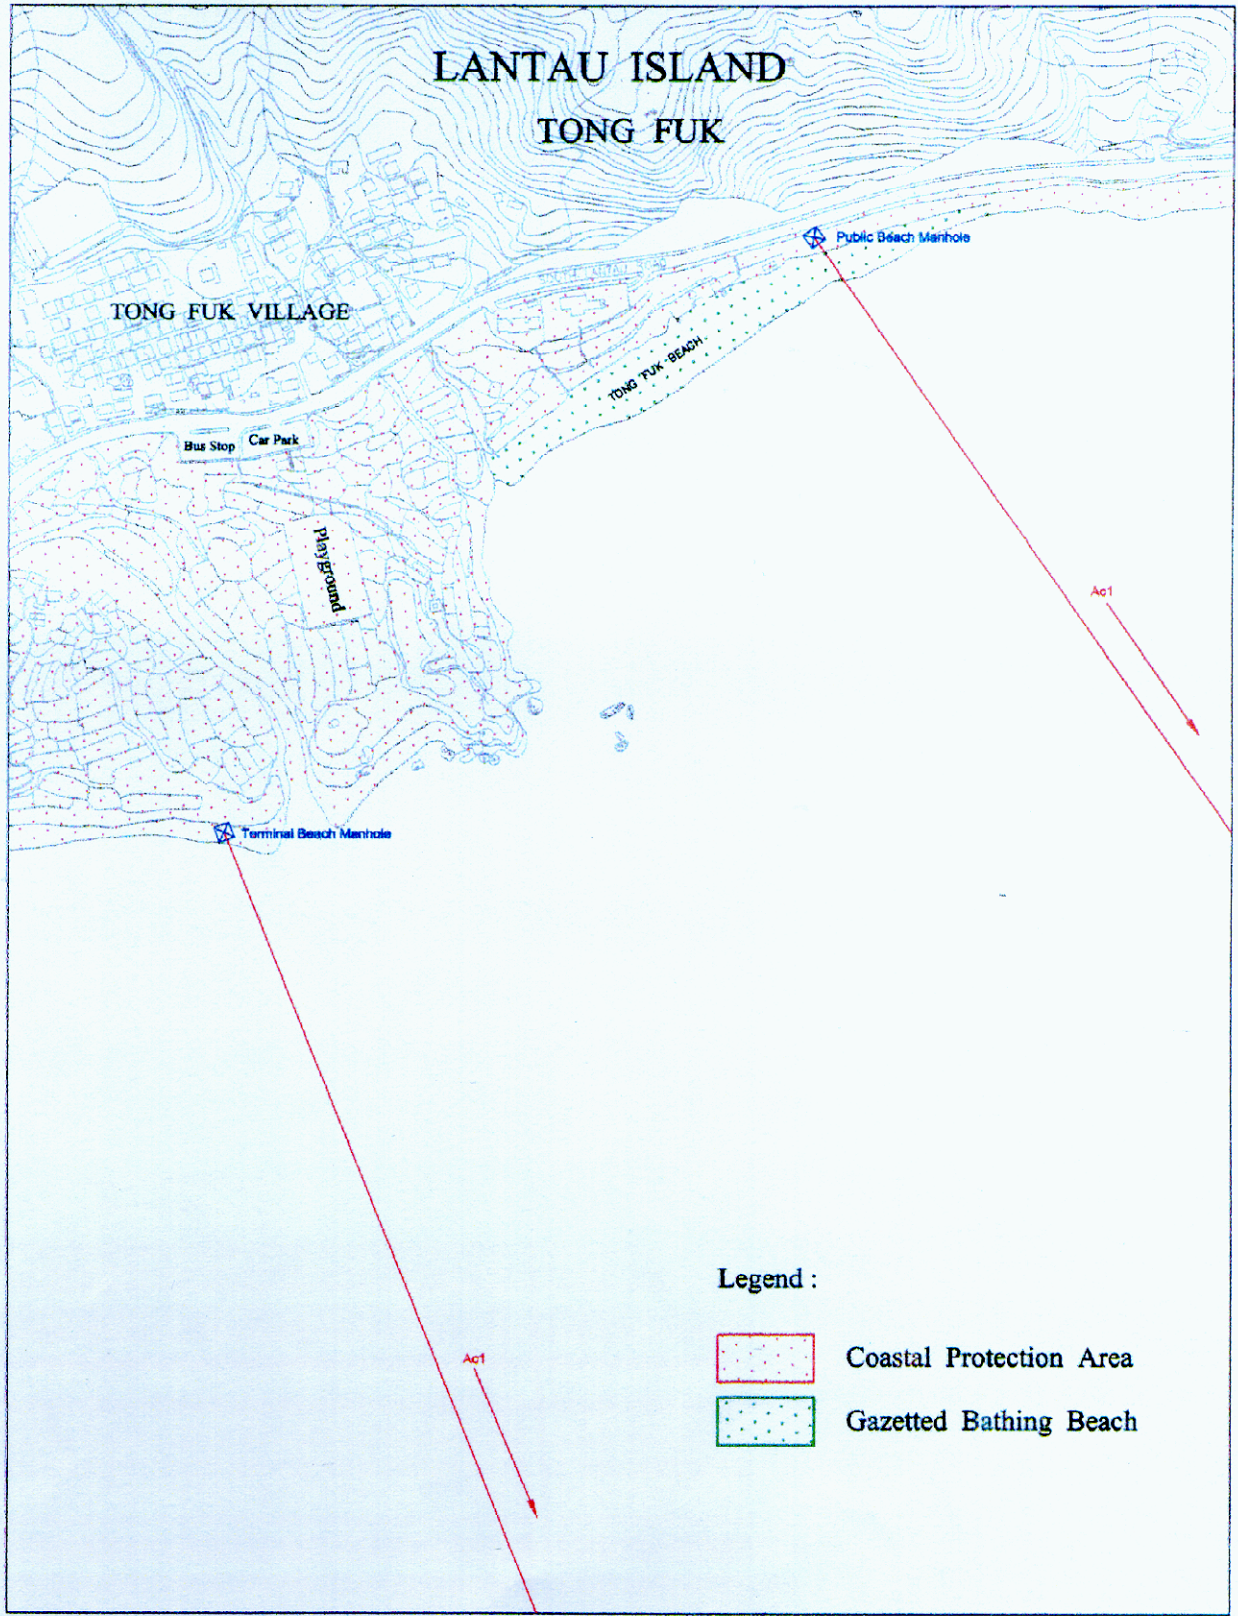 LANTAU ISLAND
TONG FUK
Public Beach Manhole
LANTAU
TONG FUK VILLAGE
TONG FUK BEACH
Bus Stop
Car Park
Playground
Ac1
Terminal Beach Manhole
Legend :
Ac1
Coastal Protection Area
Gazetted Bathing Beach